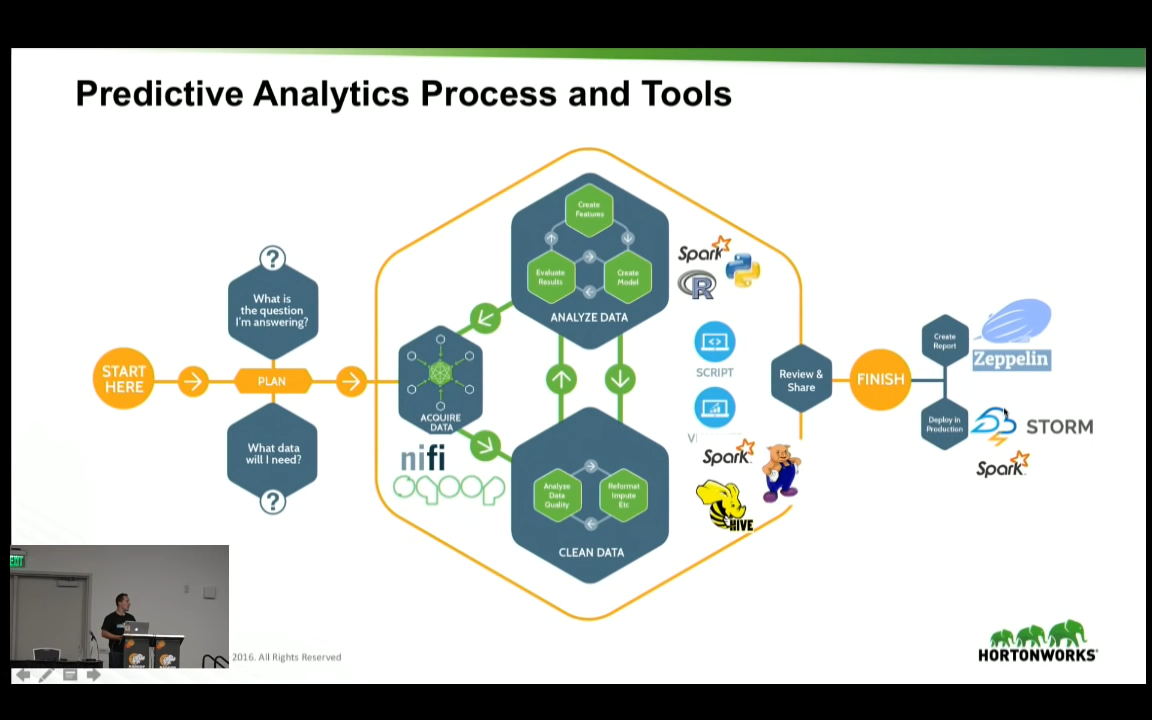 Predictive Analytics Process and Tools
START
HERE
?
What is
the question
I'm answering?
PLAN
What data
will I need?
?
ACQUIRE
DATA
nifi
sqoop
Create
Features
Evaluate
Results
Create
Model
ANALYZE DATA
Spark
R
SCRIPT
V
Spark
HIVE
Analyze
Data
Quality
Reformat
Impute
Etc
CLEAN DATA
Review &
Share
FINISH
Create
Report
Zeppelin
Deploy in
Production
STORM
Spark
EXIT
2016. All Rights Reserved
HORTONWORKS